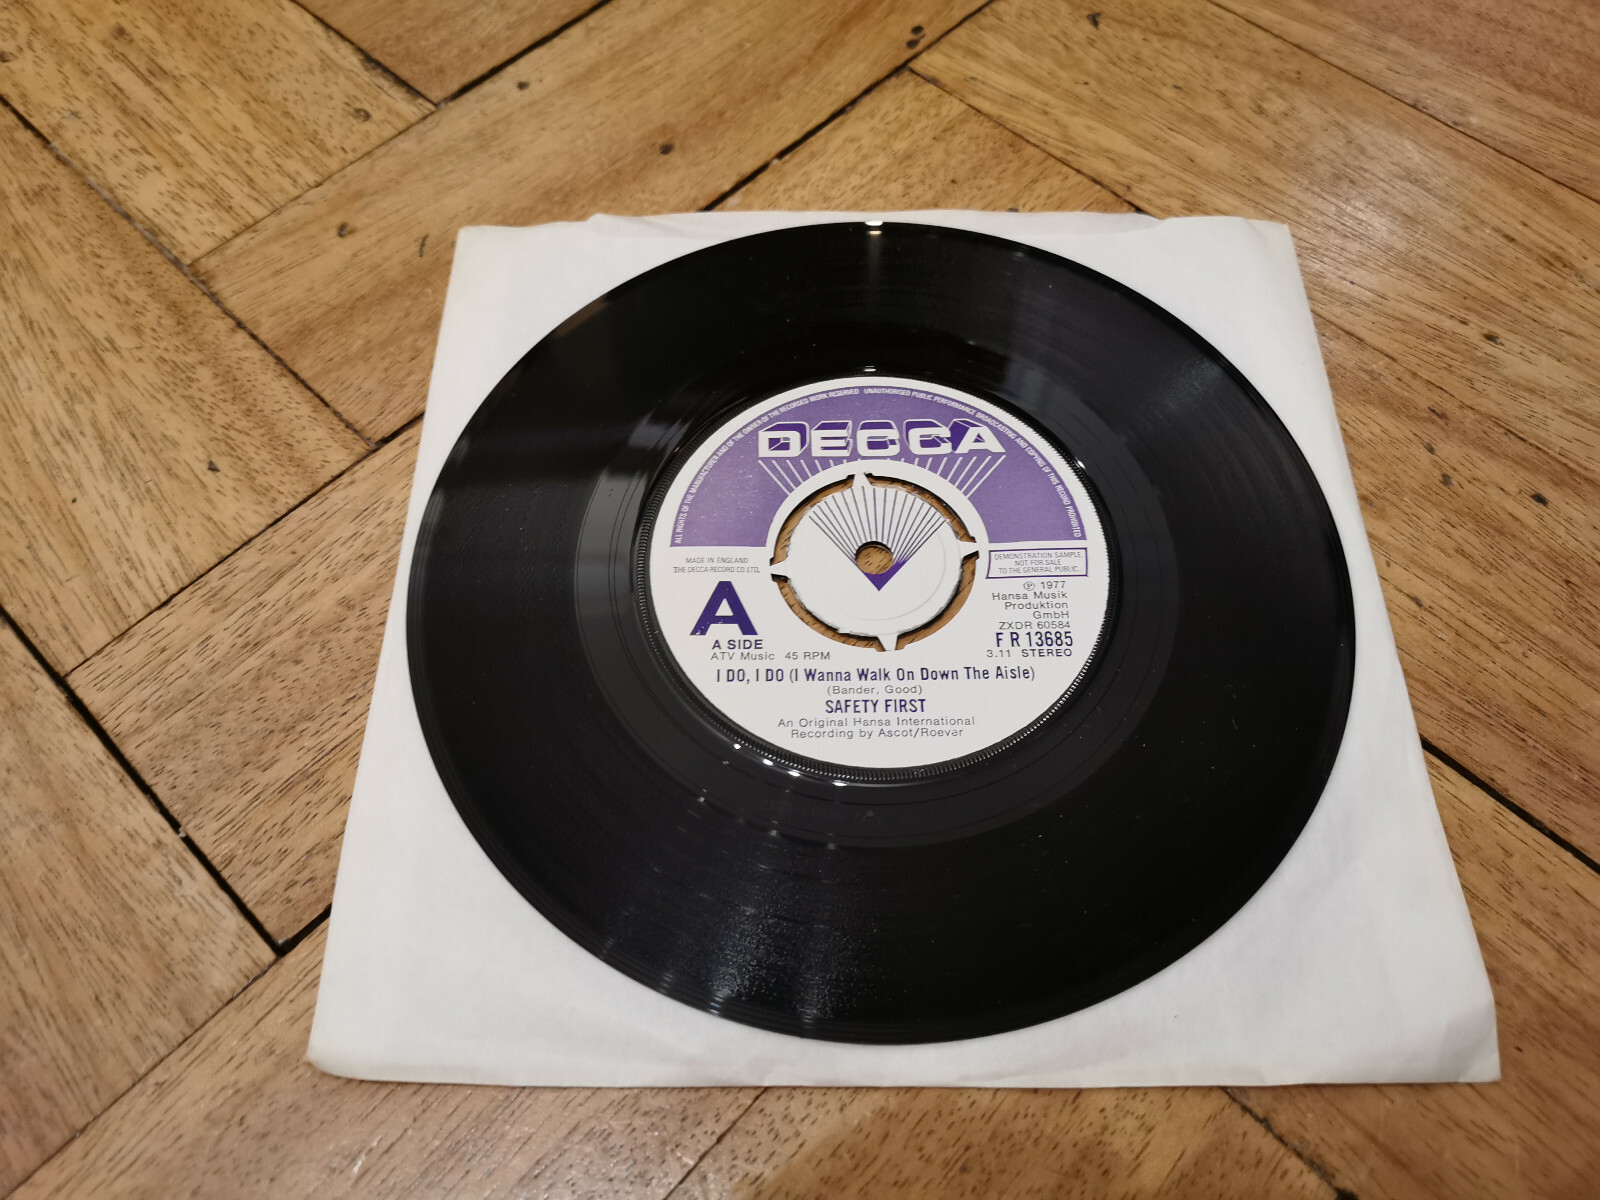 ALL RIGHTS OF THE MANUFACTURER AND OF THE OWNER OF THE RECORDED WORK RESERVED UNAUTHORISED PUBLIC PERFORMANCE BROADCASTING AND COPYING OF THIS RECORD PROHIBITED
DECCA
MADE IN ENGLAND
THE DECCA RECORD CO LTD.
DEMONSTRATION SAMPLE
NOT FOR SALE
TO THE GENERAL PUBLIC.
A
A SIDE
ATV Music 45 RPM
℗ 1977
Hansa Musik
Produktion
GmbH
ZXDR 60584
F R 13685
3.11 STEREO
I DO, I DO (I Wanna Walk On Down The Aisle)
(Bander, Good)
SAFETY FIRST
An Original Hansa International
Recording by Ascot/Roever